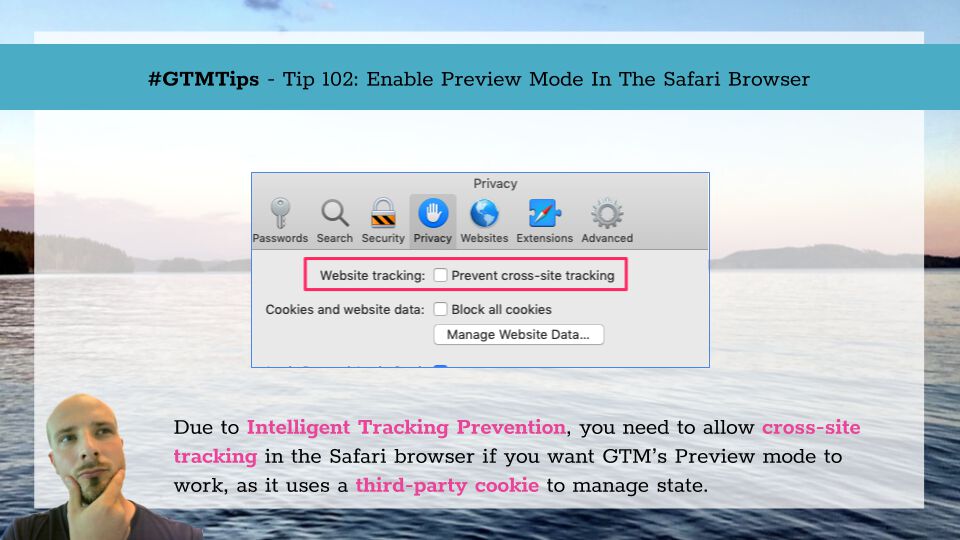 #GTMTips - Tip 102: Enable Preview Mode In The Safari Browser
Privacy
Passwords Search Security Privacy Websites Extensions Advanced
Website tracking: Prevent cross-site tracking
Cookies and website data: Block all cookies
Manage Website Data...
Due to Intelligent Tracking Prevention, you need to allow cross-site
tracking in the Safari browser if you want GTM's Preview mode to
work, as it uses a third-party cookie to manage state.